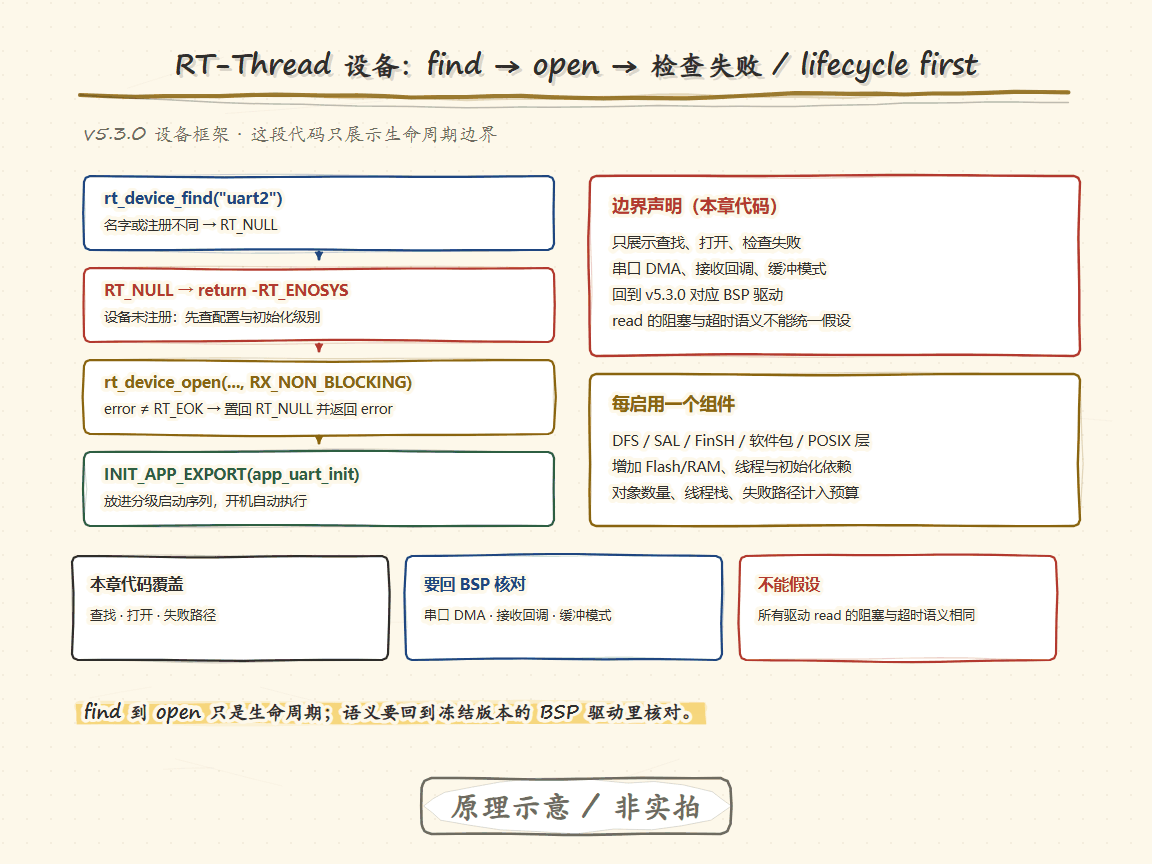 RT-Thread 设备：find → open → 检查失败 / lifecycle first
v5.3.0 设备框架 · 这段代码只展示生命周期边界
rt_device_find("uart2")
名字或注册不同 → RT_NULL
RT_NULL → return -RT_ENOSYS
设备未注册：先查配置与初始化级别
rt_device_open(..., RX_NON_BLOCKING)
error ≠ RT_EOK → 置回 RT_NULL 并返回 error
INIT_APP_EXPORT(app_uart_init)
放进分级启动序列，开机自动执行
边界声明（本章代码）
只展示查找、打开、检查失败
串口 DMA、接收回调、缓冲模式
回到 v5.3.0 对应 BSP 驱动
read 的阻塞与超时语义不能统一假设
每启用一个组件
DFS / SAL / FinSH / 软件包 / POSIX 层
增加 Flash/RAM、线程与初始化依赖
对象数量、线程栈、失败路径计入预算
本章代码覆盖
查找 · 打开 · 失败路径
要回 BSP 核对
串口 DMA · 接收回调 · 缓冲模式
不能假设
所有驱动 read 的阻塞与超时语义相同
find 到 open 只是生命周期；语义要回到冻结版本的 BSP 驱动里核对。
原理示意 / 非实拍